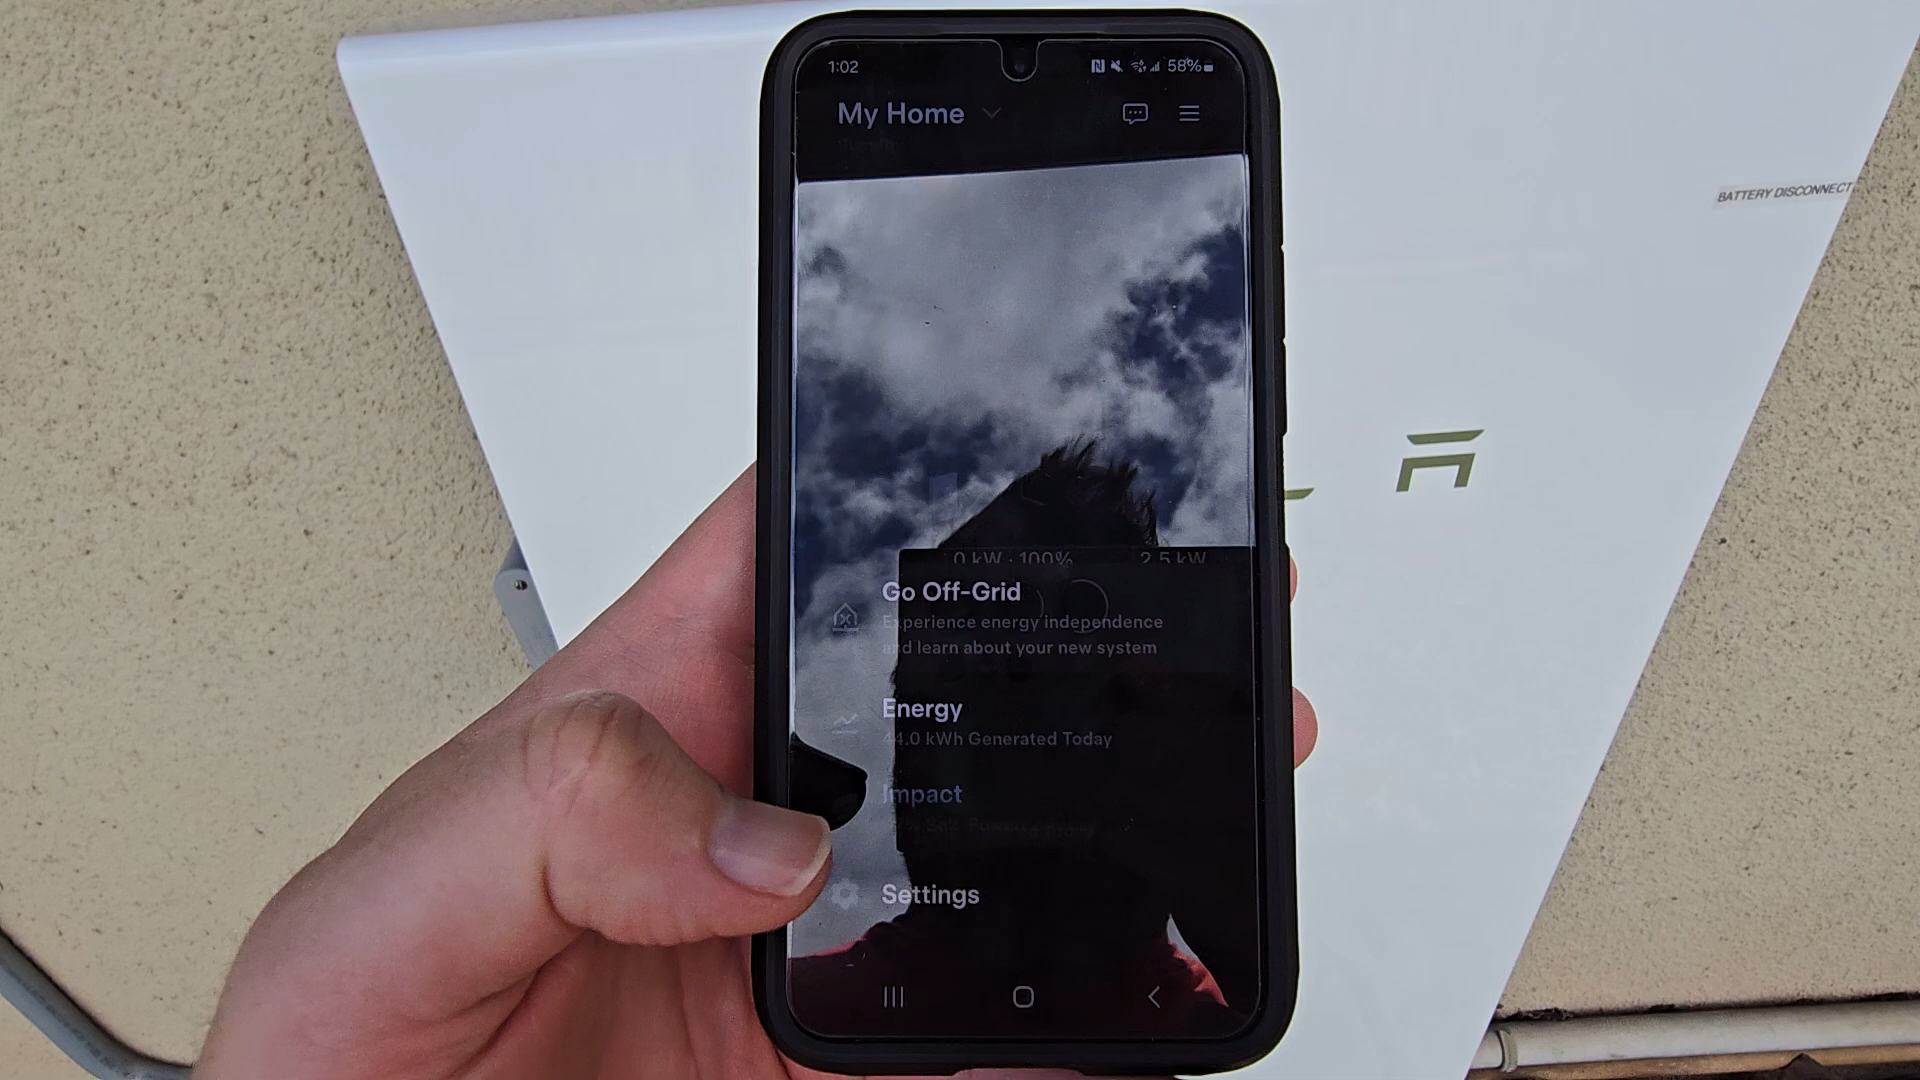 1:02
58%
My Home
BATTERY DISCONNECT
0 kW · 100%
2.5 kW
Go Off-Grid
Experience energy independence
and learn about your new system
Energy
44.0 kWh Generated Today
Impact
Settings